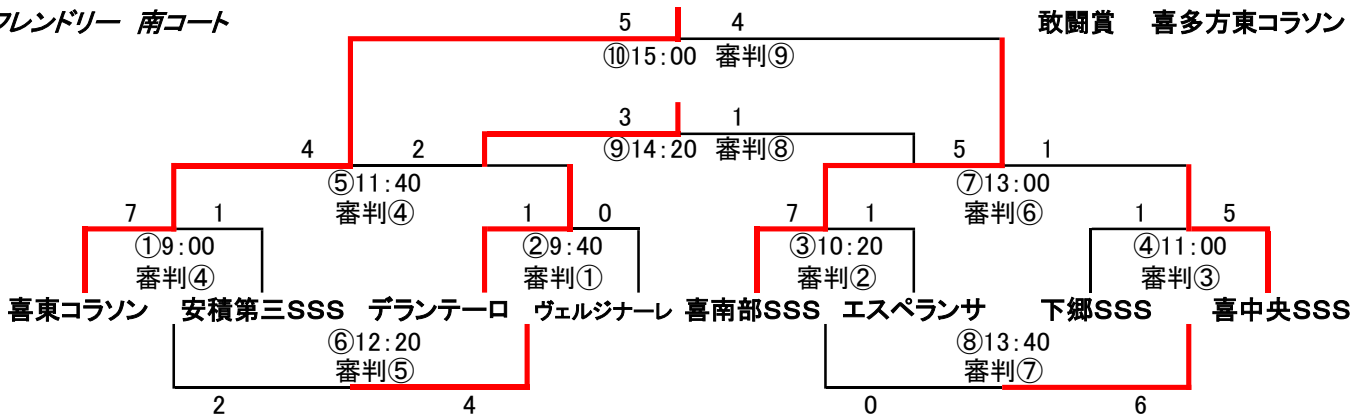 フレンドリー 南コート
敢闘賞 喜多方東コラソン
5 4
⑩15:00 審判⑨
3 1
⑨14:20 審判⑧
4 2
⑤11:40
審判④
5 1
⑦13:00
審判⑥
7 1
①9:00
審判④
1 0
②9:40
審判①
7 1
③10:20
審判②
1 5
④11:00
審判③
喜東コラソン 安積第三SSS デランテーロ ヴェルジナーレ 喜南部SSS エスペランサ 下郷SSS 喜中央SSS
⑥12:20
審判⑤
2 4
⑧13:40
審判⑦
0 6